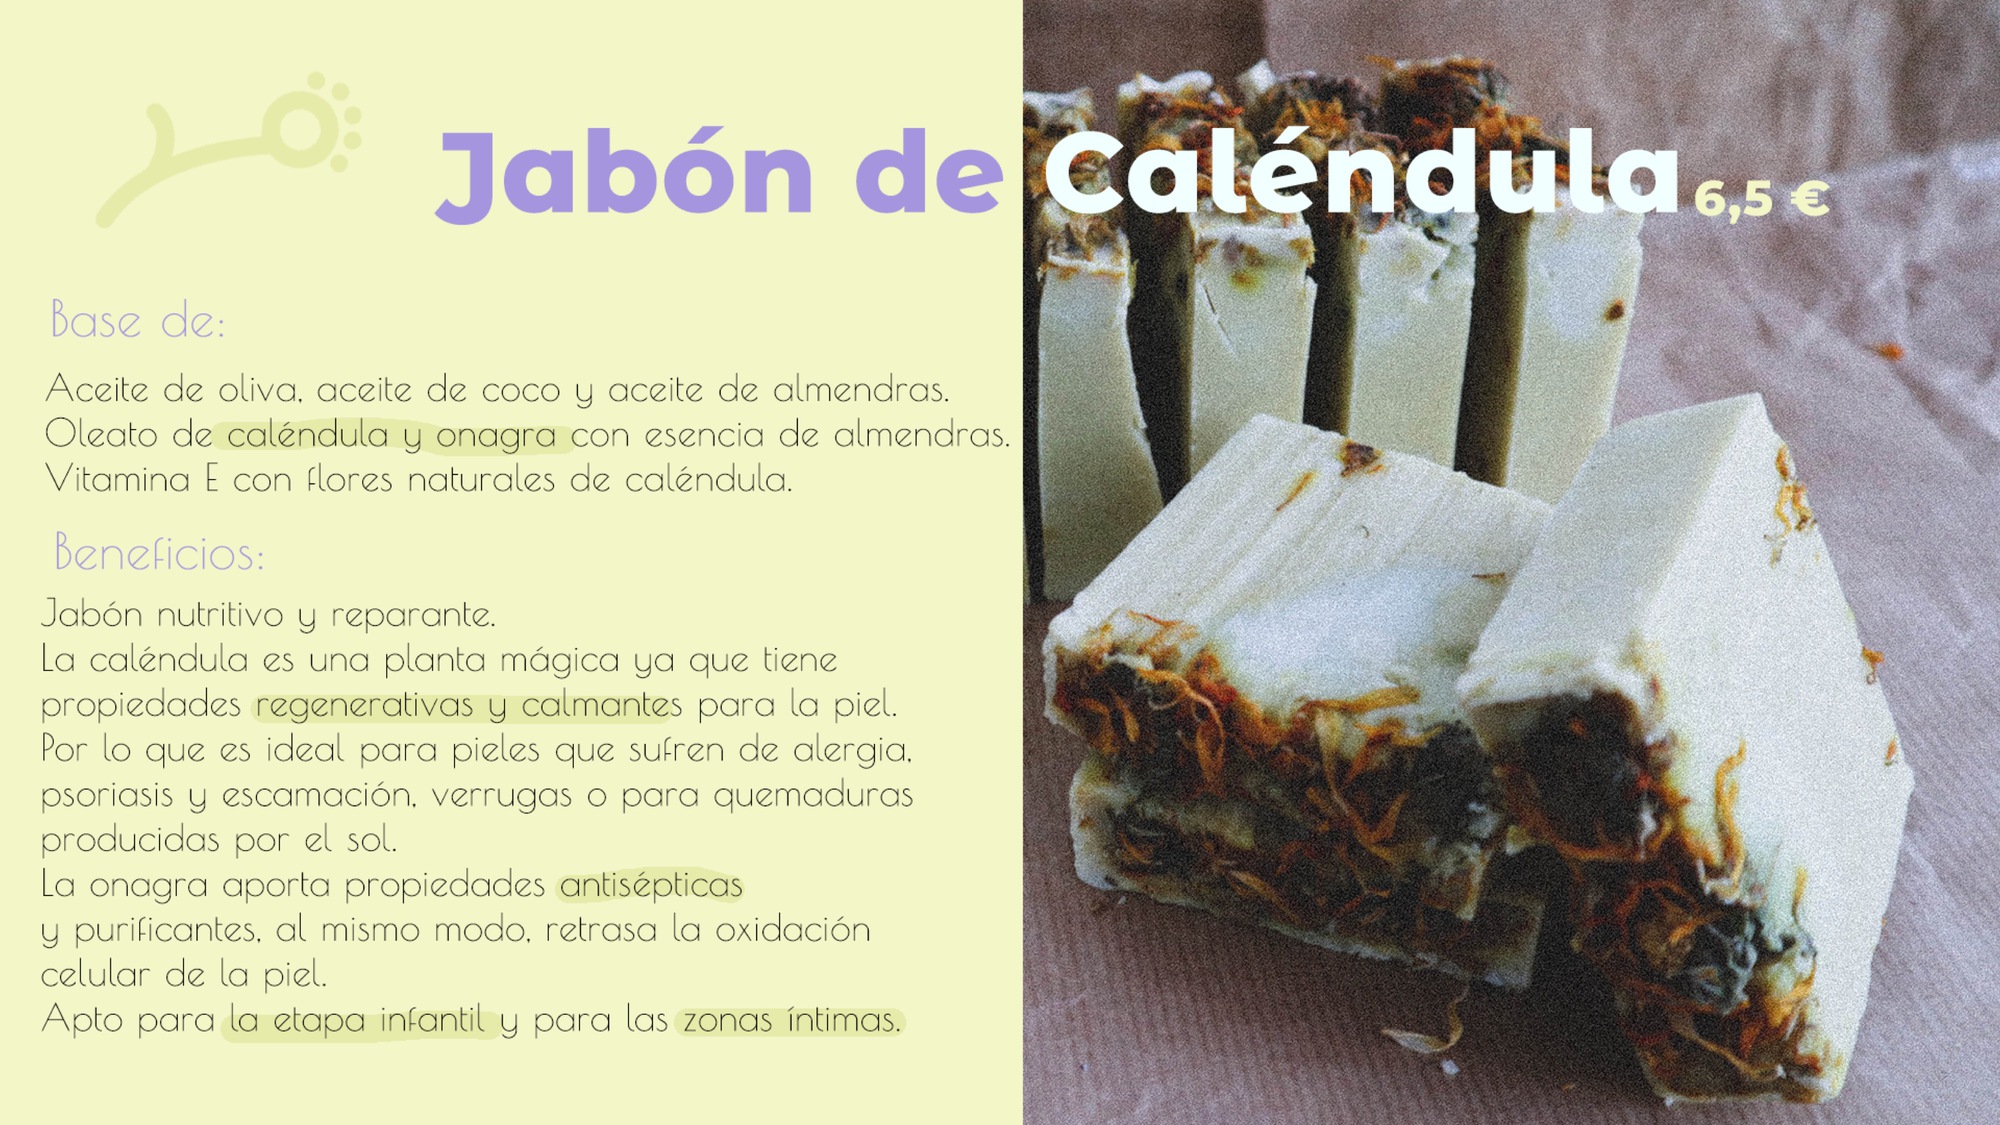 Jabón de Caléndula 6,5 €
Base de:
Aceite de oliva, aceite de coco y aceite de almendras.
Oleato de caléndula y onagra con esencia de almendras.
Vitamina E con flores naturales de caléndula.
Beneficios:
Jabón nutritivo y reparante.
La caléndula es una planta mágica ya que tiene
propiedades regenerativas y calmantes para la piel.
Por lo que es ideal para pieles que sufren de alergia,
psoriasis y escamación, verrugas o para quemaduras
producidas por el sol.
La onagra aporta propiedades antisépticas
y purificantes, al mismo modo, retrasa la oxidación
celular de la piel.
Apto para la etapa infantil y para las zonas íntimas.